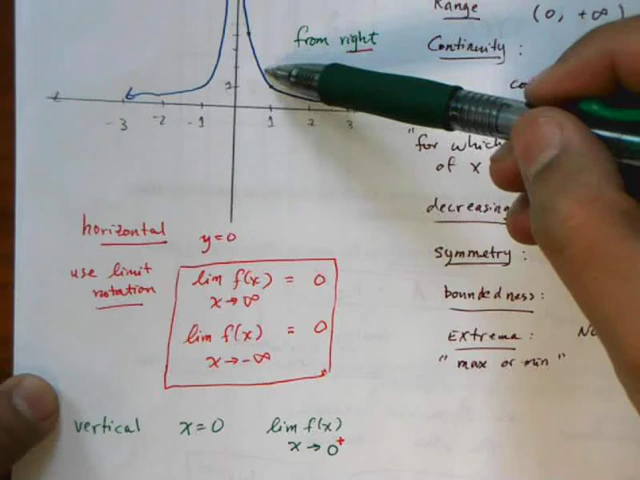 Range (0, +∞)
from right
Continuity :
1
-3 -2 -1 1 2 3
"for which
of x
decreasing
horizontal y=0
symmetry :
use limit
notation
lim f(x) = 0
x→∞
boundedness :
lim f(x) = 0
x→-∞
Extrema :
"max or min"
vertical x=0 lim f(x)
x→0⁺